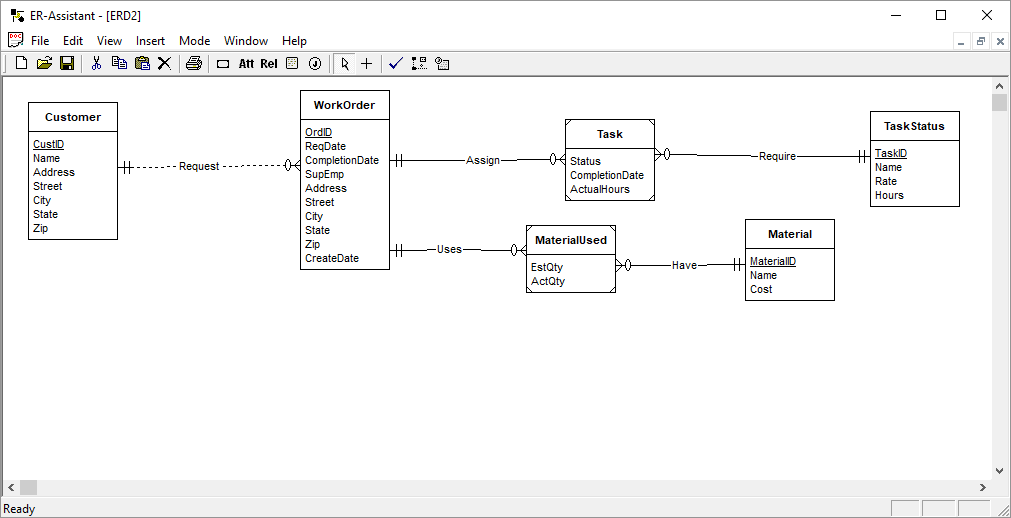 ER-Assistant - [ERD2]
DOC File Edit View Insert Mode Window Help
Att Rel J
Customer
CustID
Name
Address
Street
City
State
Zip
Request
WorkOrder
OrdID
ReqDate
CompletionDate
SupEmp
Address
Street
City
State
Zip
CreateDate
Assign
Task
Status
CompletionDate
ActualHours
Require
TaskStatus
TaskID
Name
Rate
Hours
Uses
MaterialUsed
EstQty
ActQty
Have
Material
MaterialID
Name
Cost
Ready